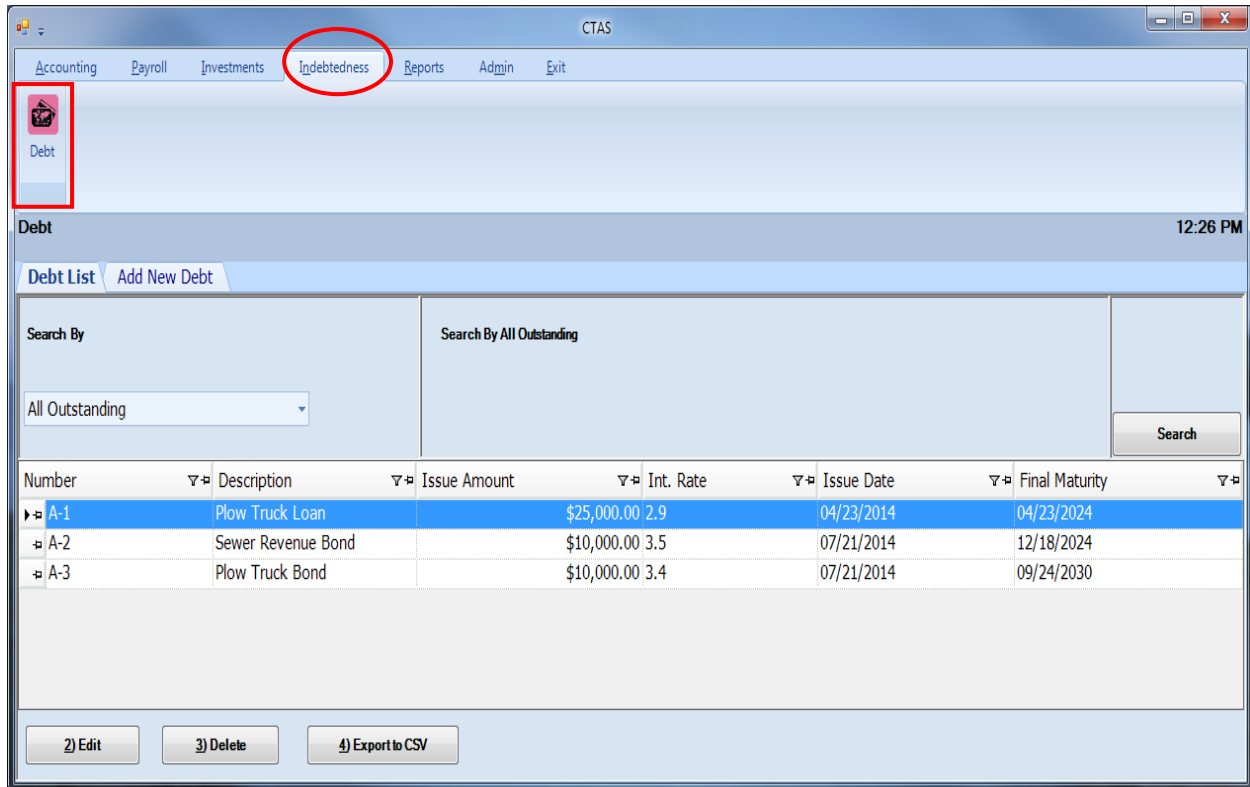 CTAS
Accounting Payroll Investments Indebtedness Reports Admin Exit
Debt
Debt 12:26 PM
Debt List Add New Debt
Search By Search By All Outstanding
All Outstanding
Search
Number Description Issue Amount Int. Rate Issue Date Final Maturity
A-1 Plow Truck Loan $25,000.00 2.9 04/23/2014 04/23/2024
A-2 Sewer Revenue Bond $10,000.00 3.5 07/21/2014 12/18/2024
A-3 Plow Truck Bond $10,000.00 3.4 07/21/2014 09/24/2030
2) Edit 3) Delete 4) Export to CSV